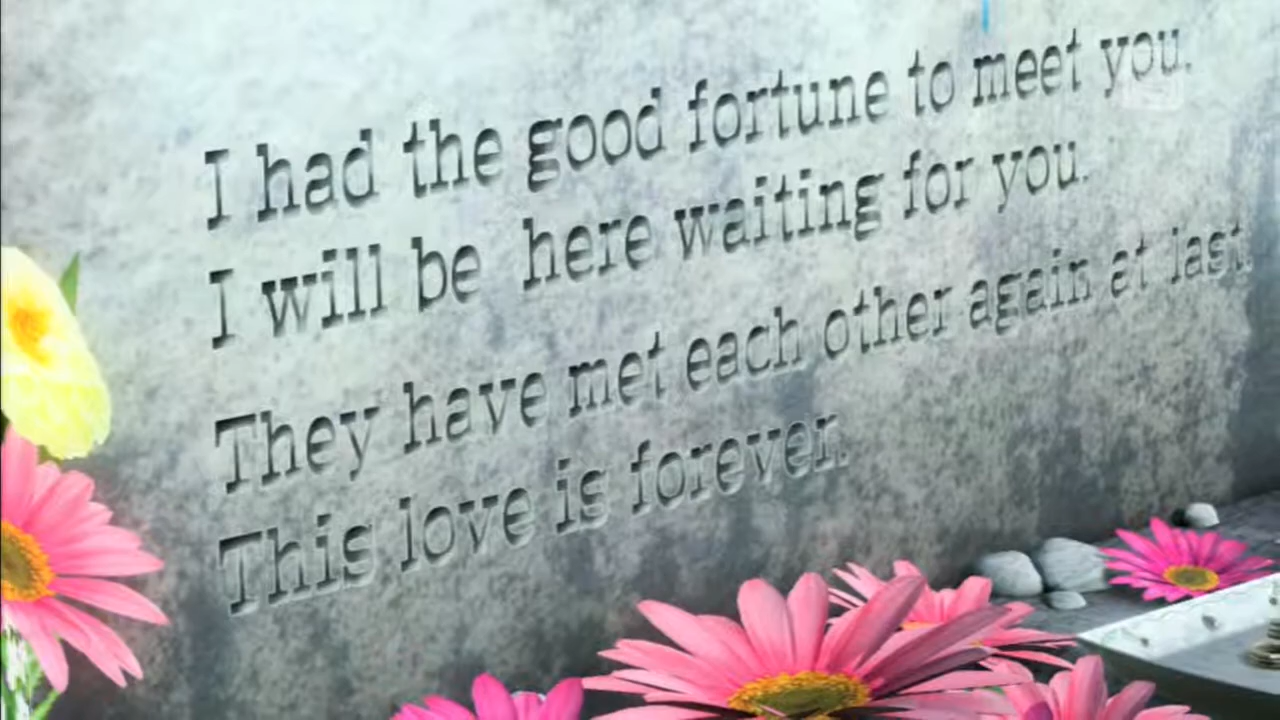 I had the good fortune to meet you.
I will be here waiting for you.
They have met each other again at last.
This love is forever.